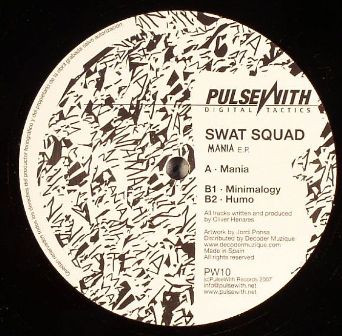 PULSEWITH
DIGITAL TACTICS
SWAT SQUAD
MANIA E.P.
A · Mania
B1 · Minimalogy
B2 · Humo
All trucks written and produced
by Oliver Henares
Artwork by Jordi Ponsa
Distributed by Decoder Muzique
www.decodermuzique.com
Made in Spain
All rights reserved
PW10
(c)PulseWith Records 2007
info@pulsewith.net
www.pulsewith.net